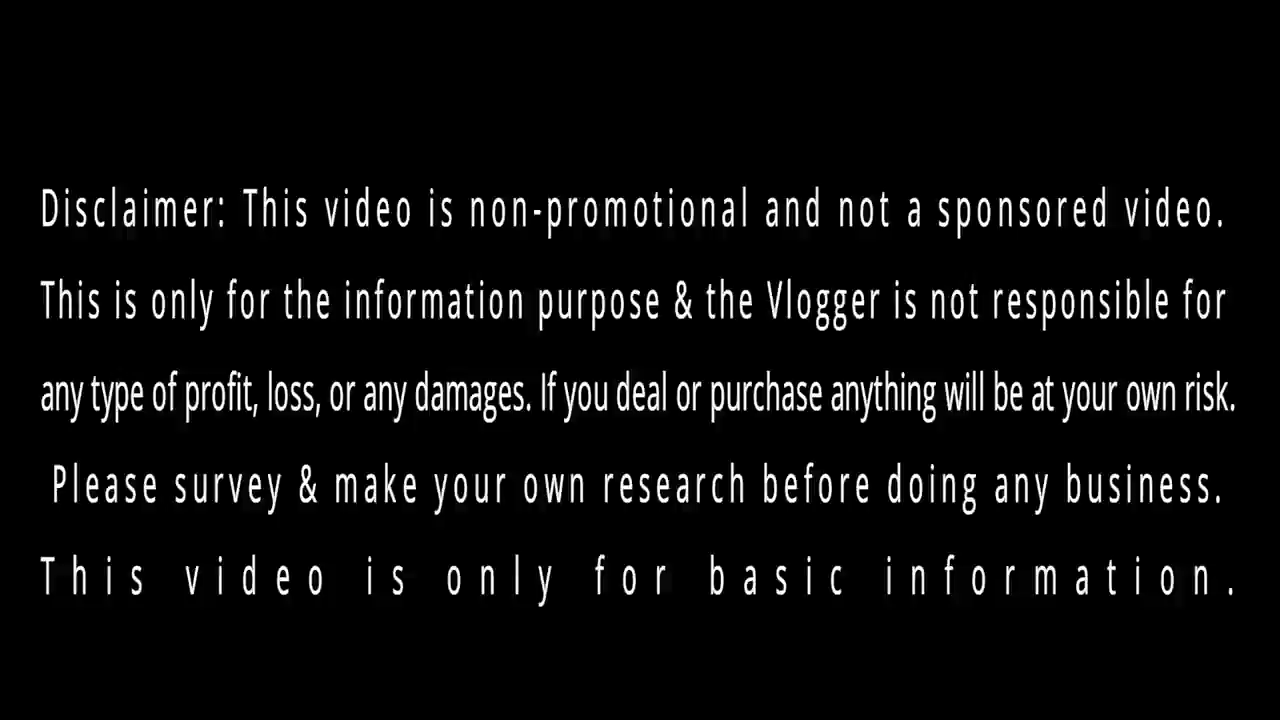 Disclaimer: This video is non-promotional and not a sponsored video.
This is only for the information purpose & the Vlogger is not responsible for
any type of profit, loss, or any damages. If you deal or purchase anything will be at your own risk.
Please survey & make your own research before doing any business.
This video is only for basic information.